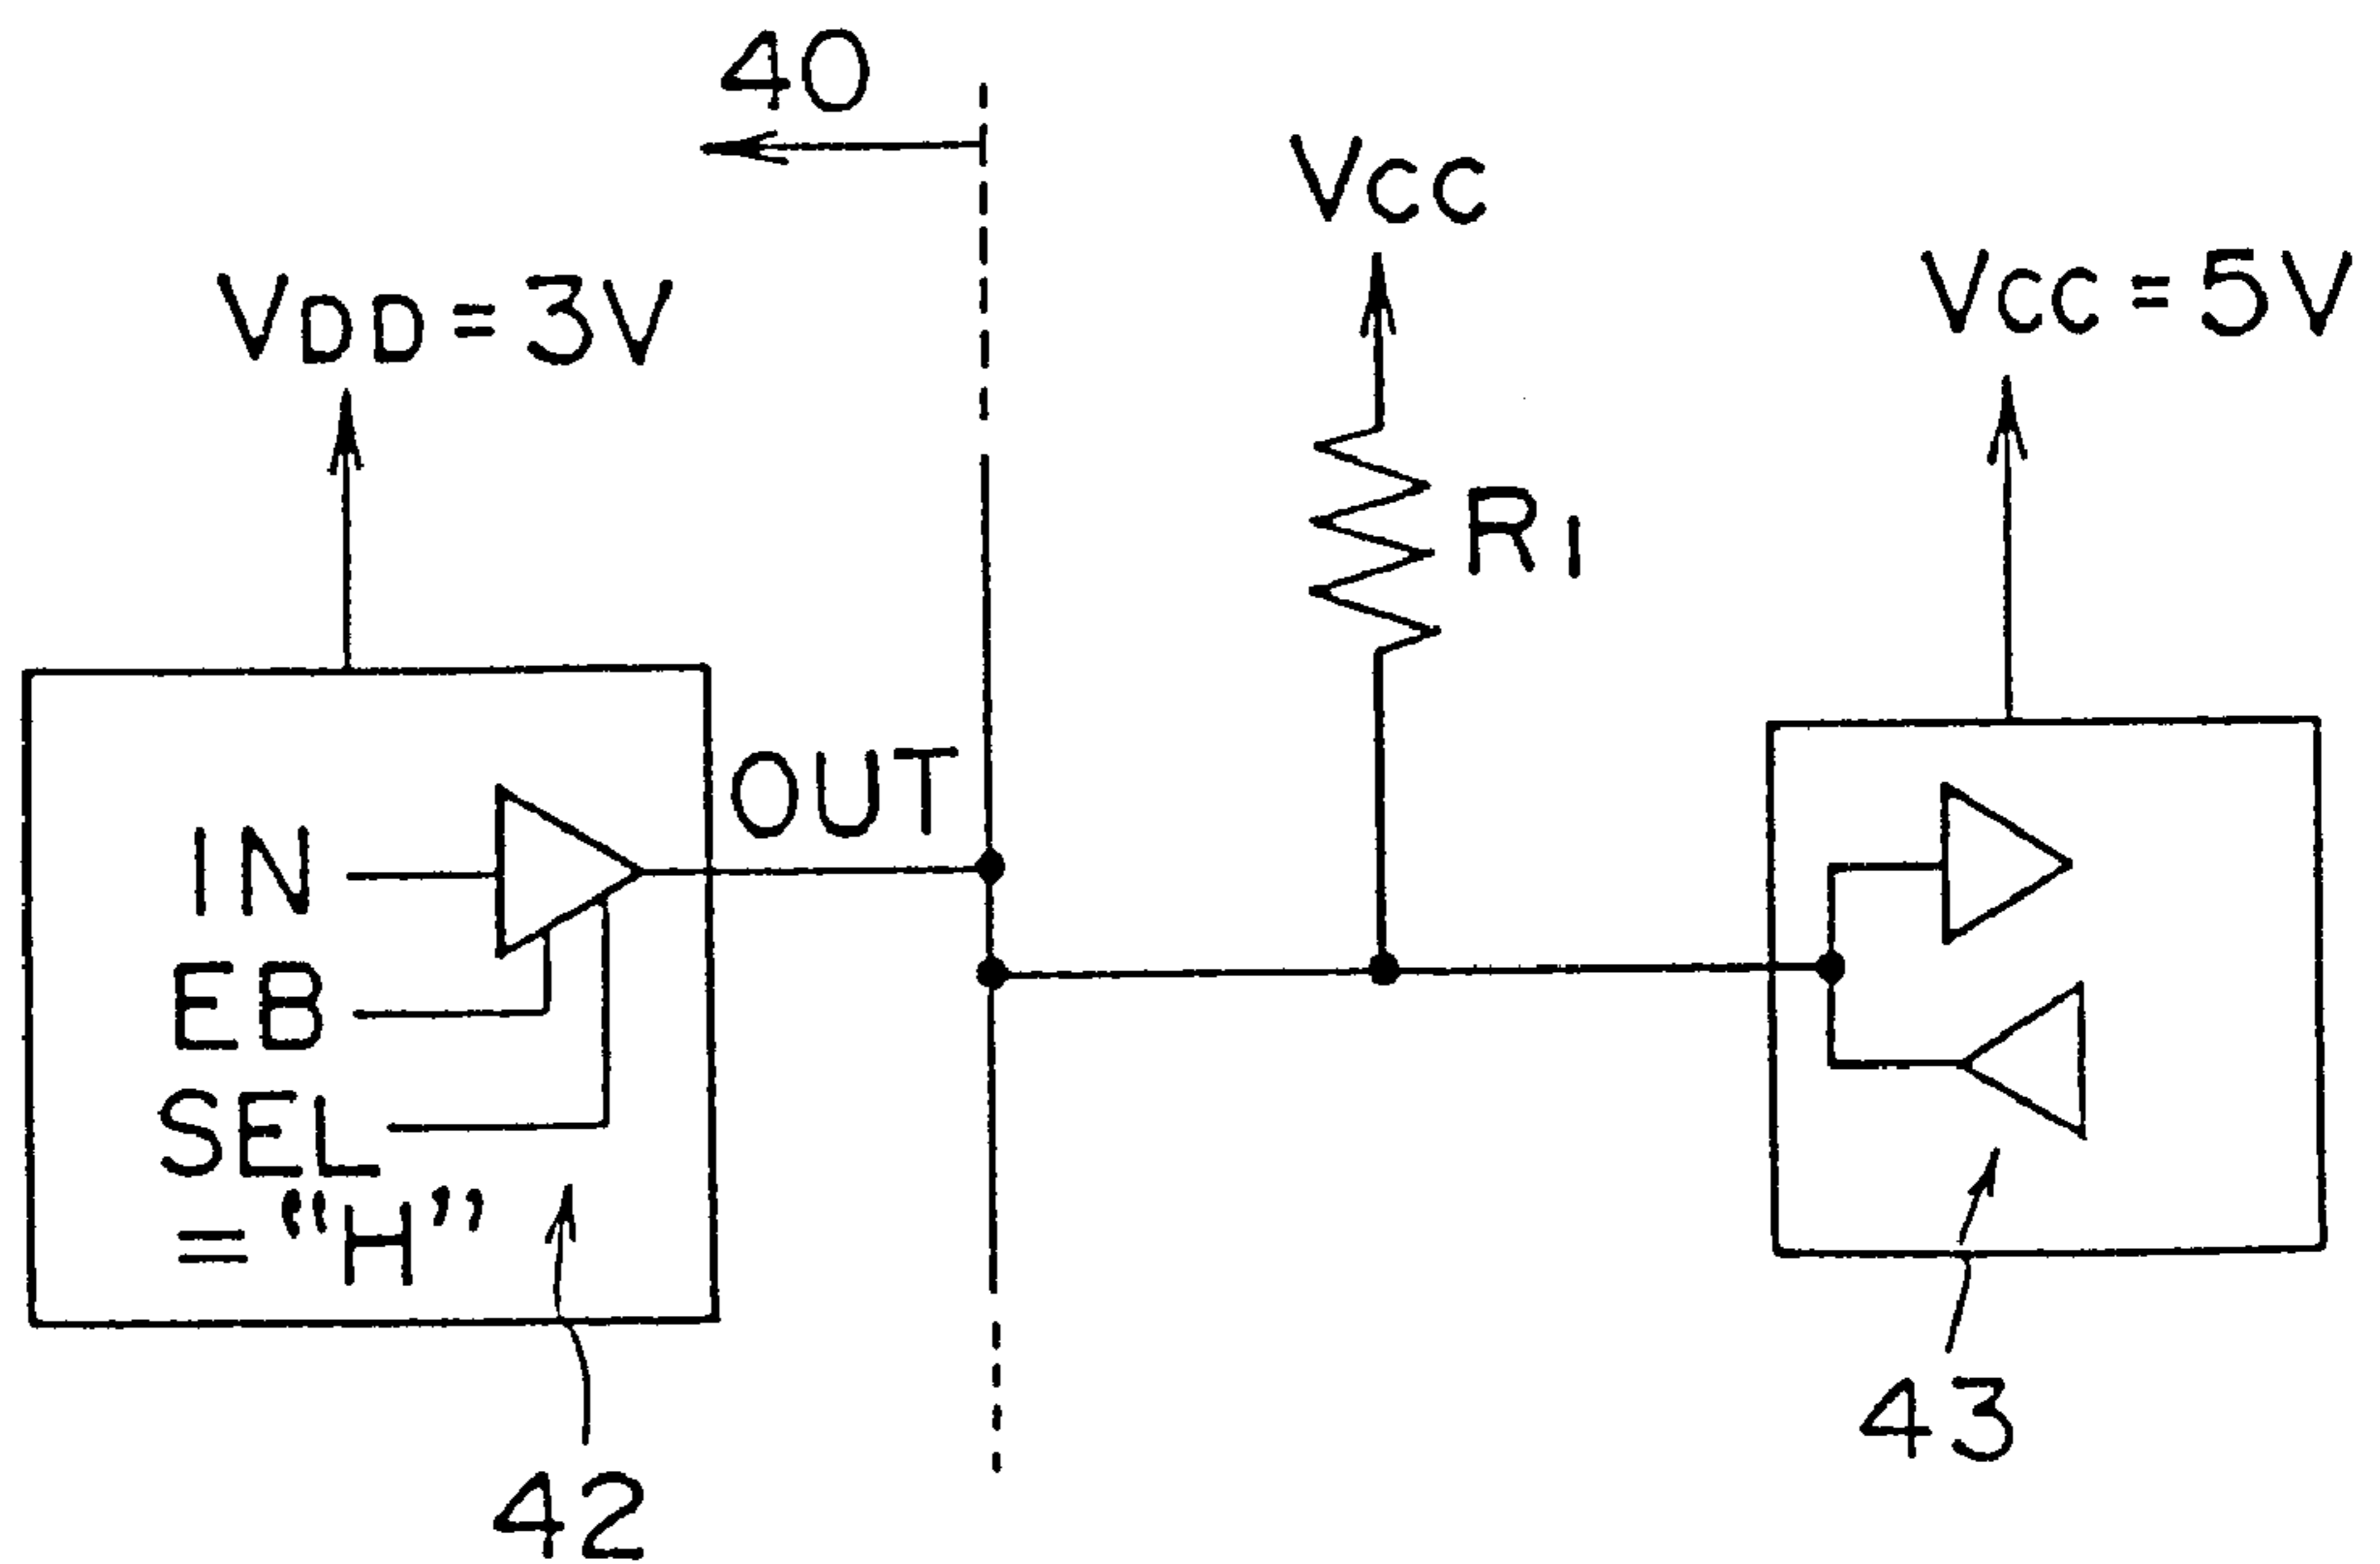 40
VCC
VCC=5V
VDD=3V
R1
OUT
IN
EB
SEL
="H"
43
42